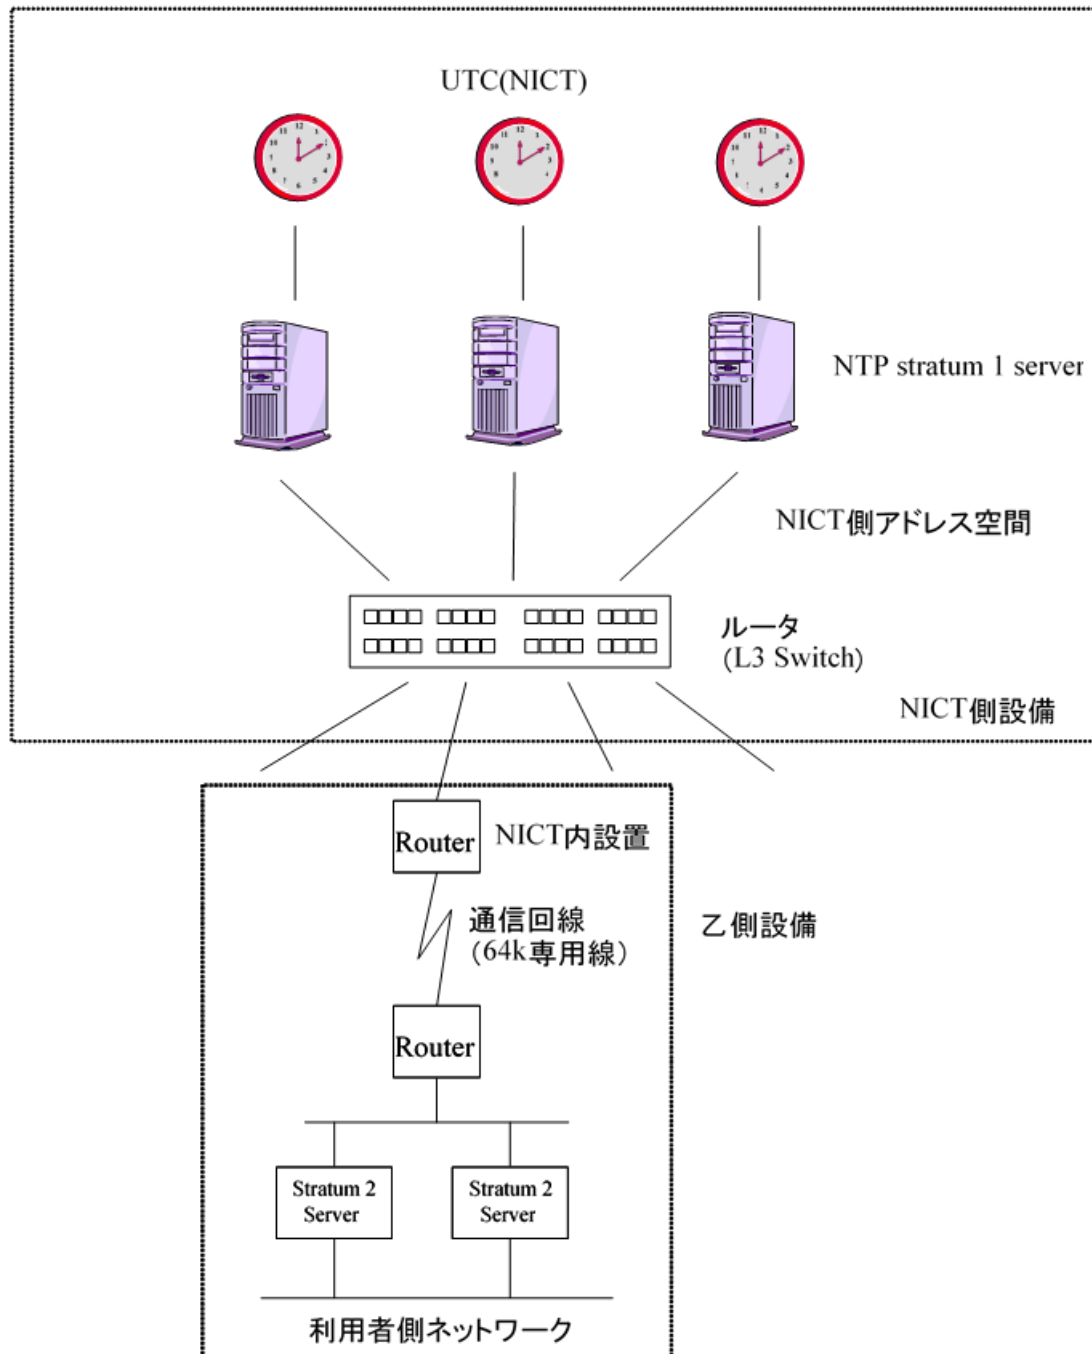 UTC(NICT)
NTP stratum 1 server
NICT側アドレス空間
ルータ
(L3 Switch)
NICT側設備
Router
NICT内設置
通信回線
(64k専用線)
乙側設備
Router
Stratum 2
Server
Stratum 2
Server
利用者側ネットワーク